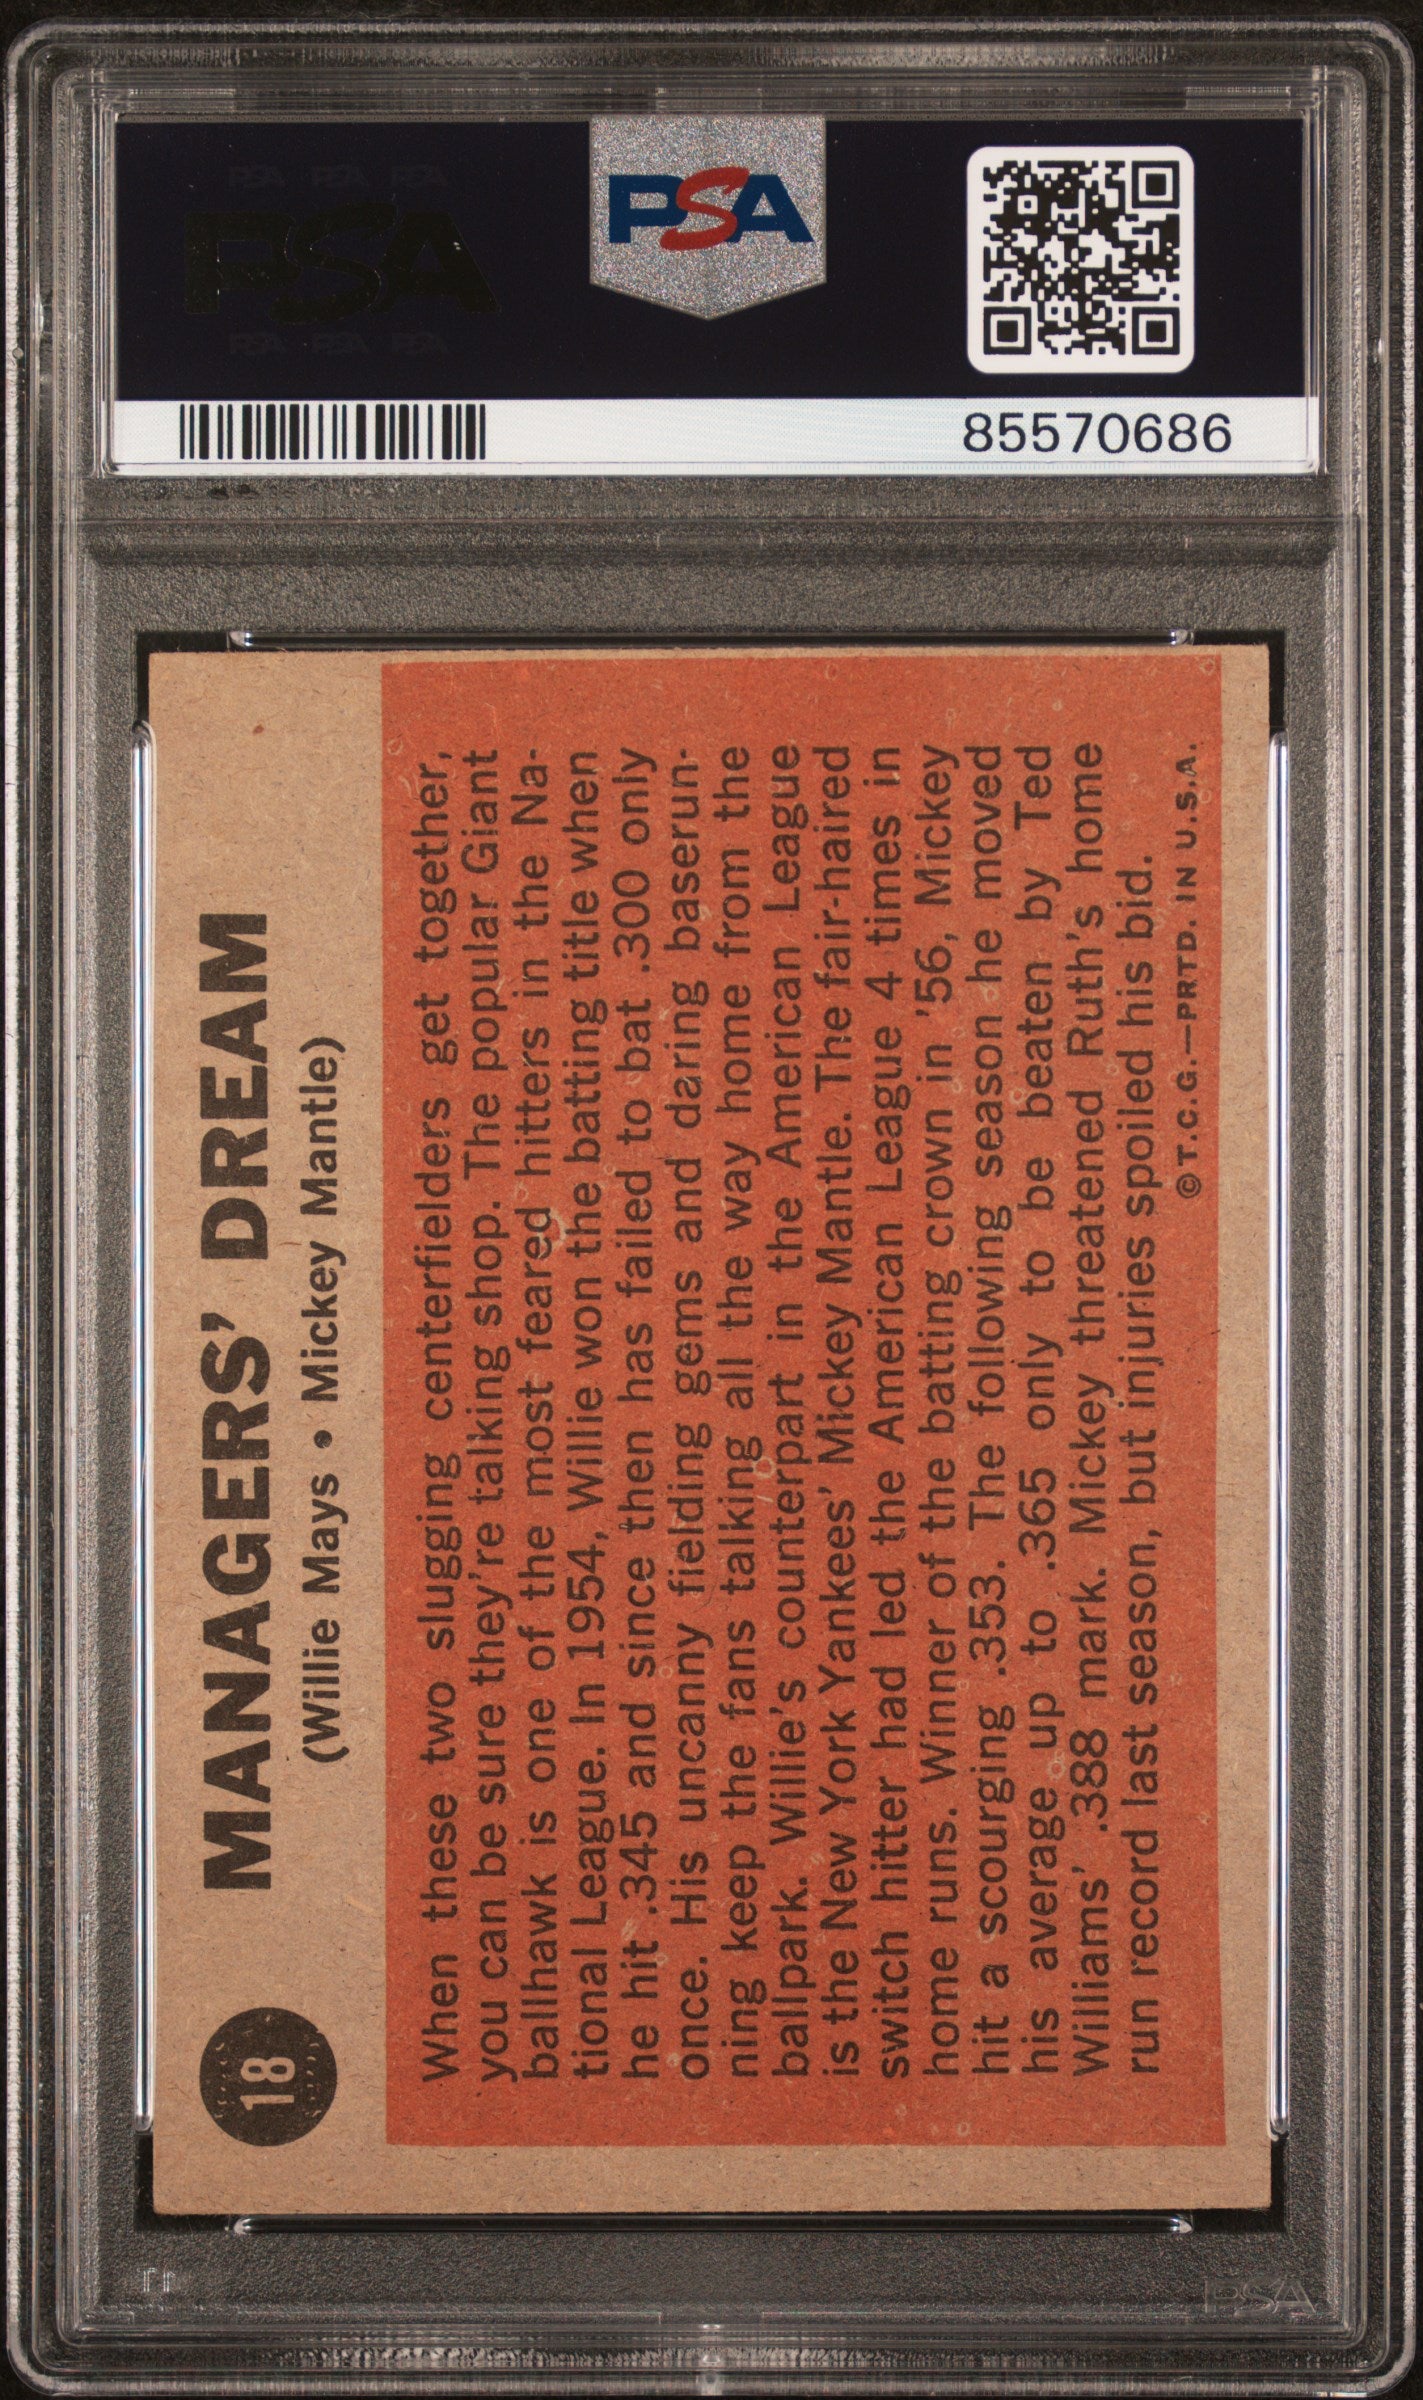 PSA PSA PSA
PSA
PSA PSA PSA
PSA
85570686
18
MANAGERS' DREAM
(Willie Mays • Mickey Mantle)
When these two slugging centerfielders get together,
you can be sure they're talking shop. The popular Giant
ballhawk is one of the most feared hitters in the Na-
tional League. In 1954, Willie won the batting title when
he hit .345 and since then has failed to bat .300 only
once. His uncanny fielding gems and daring baserun-
ning keep the fans talking all the way home from the
ballpark. Willie's counterpart in the American League
is the New York Yankees' Mickey Mantle. The fair-haired
switch hitter had led the American League 4 times in
home runs. Winner of the batting crown in '56, Mickey
hit a scourging .353. The following season he moved
his average up to .365 only to be beaten by Ted
Williams' .388 mark. Mickey threatened Ruth's home
run record last season, but injuries spoiled his bid.
©T.C.G.—PRTD. IN U.S.A.
PSA